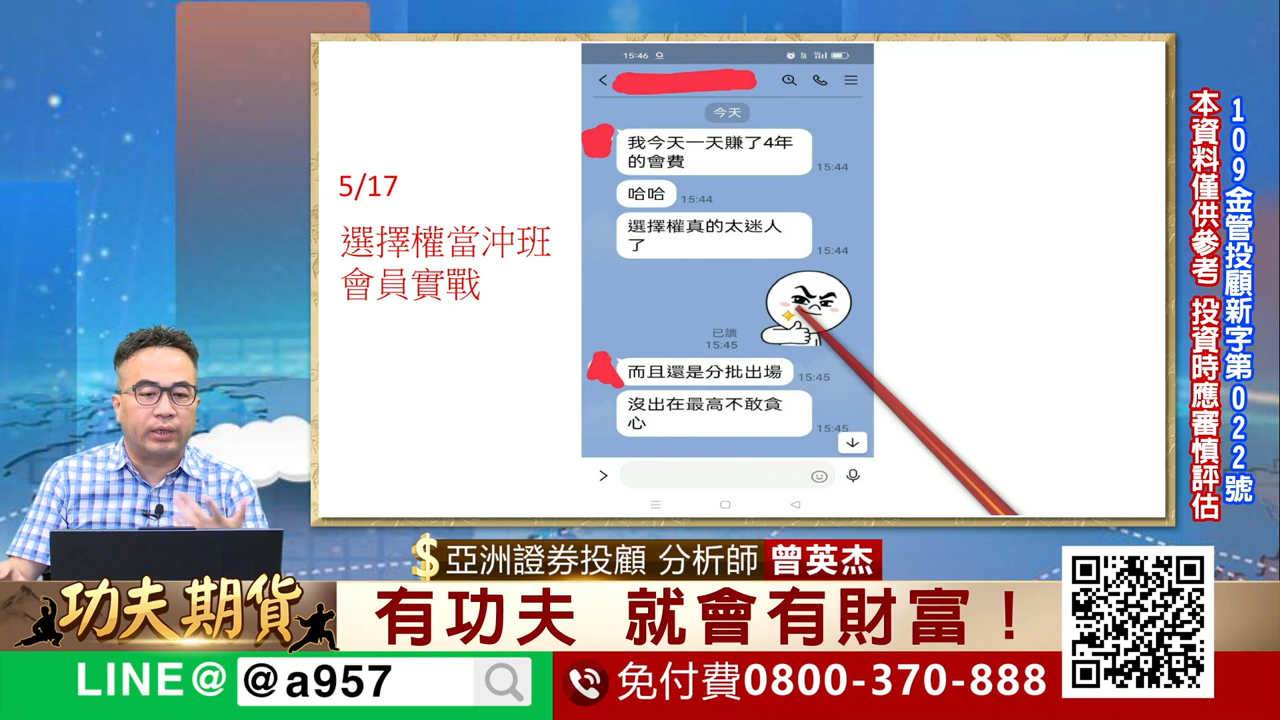 15:46
今天
我今天一天賺了4年
的會費
15:44
哈哈
15:44
選擇權真的太迷人
了
15:44
已讀
15:45
而且還是分批出場
15:45
沒出在最高不敢貪
心
15:45
5/17
選擇權當沖班
會員實戰
109金管投顧新字第022號
本資料僅供參考 投資時應審慎評估
$亞洲證券投顧 分析師 曾英杰
功夫期貨
有功夫 就會有財富！
LINE@ @a957
免付費0800-370-888